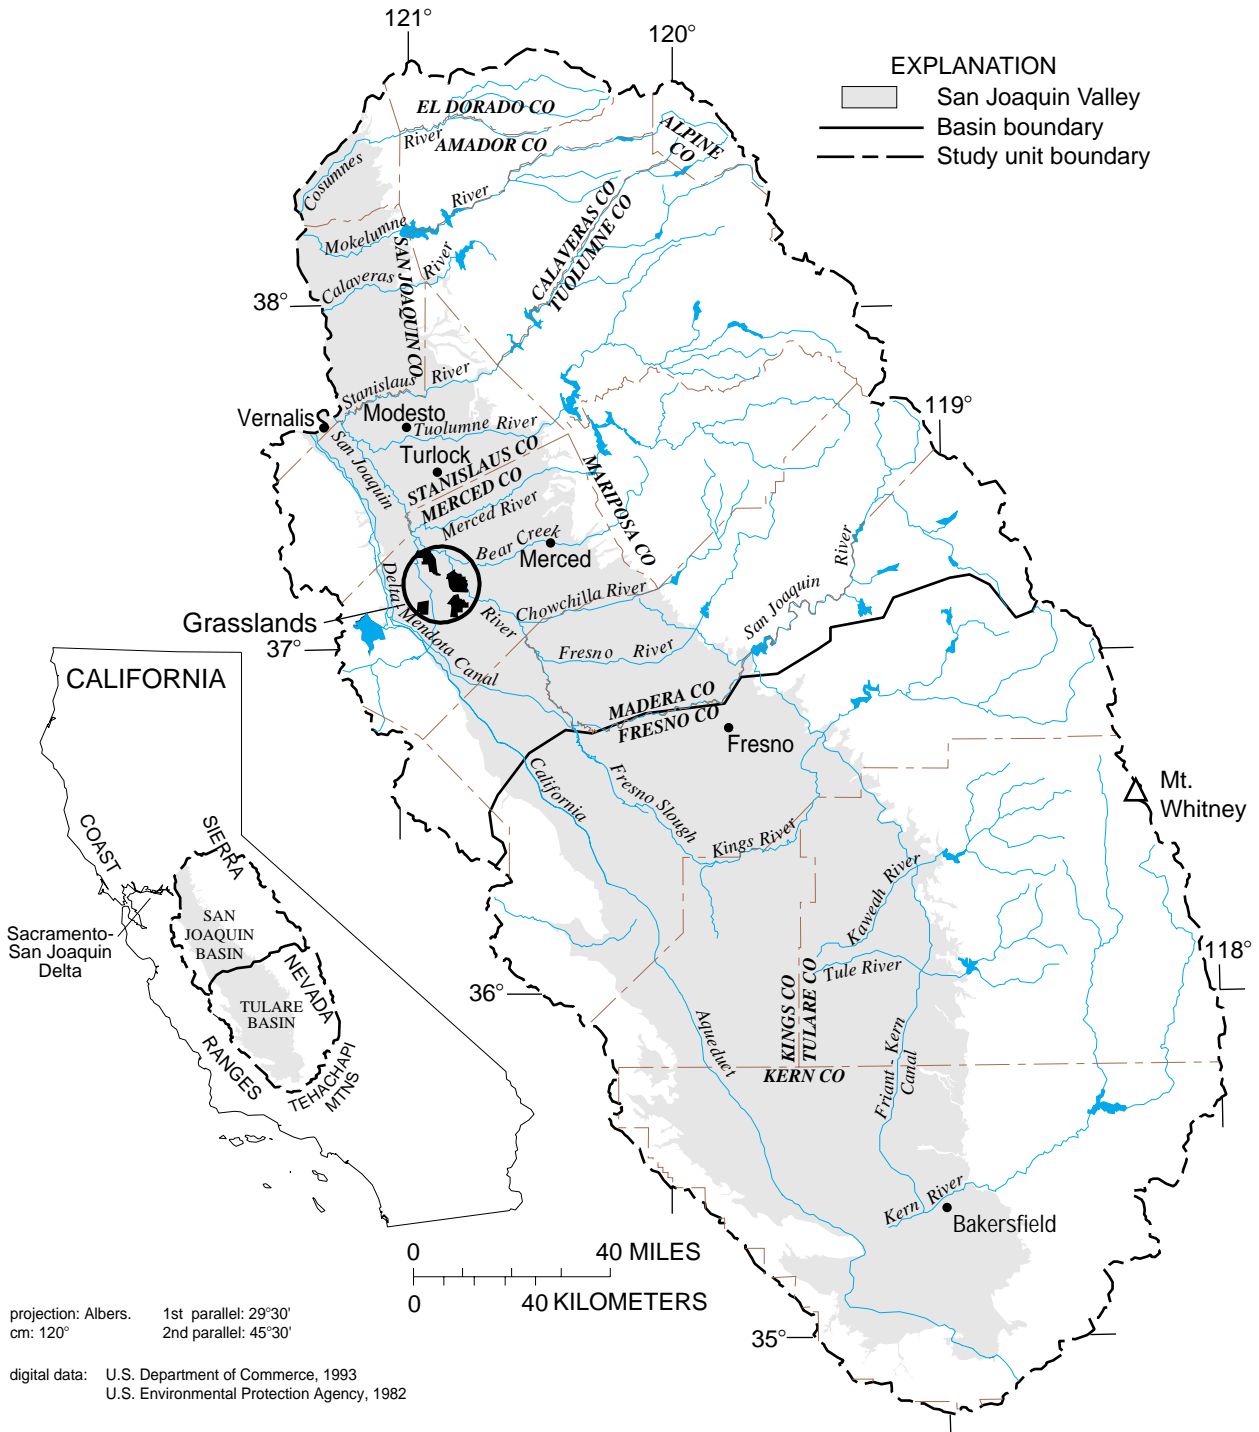 121°
120°
EXPLANATION
San Joaquin Valley
Basin boundary
Study unit boundary
EL DORADO CO
River
AMADOR CO
ALPINE
CO
Cosumnes
River
Mokelumne
CALAVERAS CO
TUOLUMNE CO
SAN JOAQUIN CO
River
Calaveras
38°
Stanislaus
River
119°
Vernalis
Modesto
Tuolumne River
San Joaquin
Turlock
STANISLAUS CO
MERCED CO
MARIPOSA CO
Merced River
Bear Creek
Merced
River
Delta
Mendota Canal
Chowchilla River
San Joaquin
River
Grasslands
37°
Fresno River
CALIFORNIA
MADERA CO
FRESNO CO
Fresno
California
Fresno Slough
Mt.
Whitney
Kings River
COAST
SIERRA
Kaweah River
SAN
JOAQUIN
BASIN
Sacramento-
San Joaquin
Delta
NEVADA
118°
Tule River
36°
TULARE
BASIN
KINGS CO
TULARE CO
Aqueduct
Friant - Kern
Canal
RANGES
TEHACHAPI
MTNS
KERN CO
Kern River
Bakersfield
0 40 MILES
0 40 KILOMETERS
35°
projection: Albers. 1st parallel: 29°30'
cm: 120° 2nd parallel: 45°30'
digital data: U.S. Department of Commerce, 1993
U.S. Environmental Protection Agency, 1982